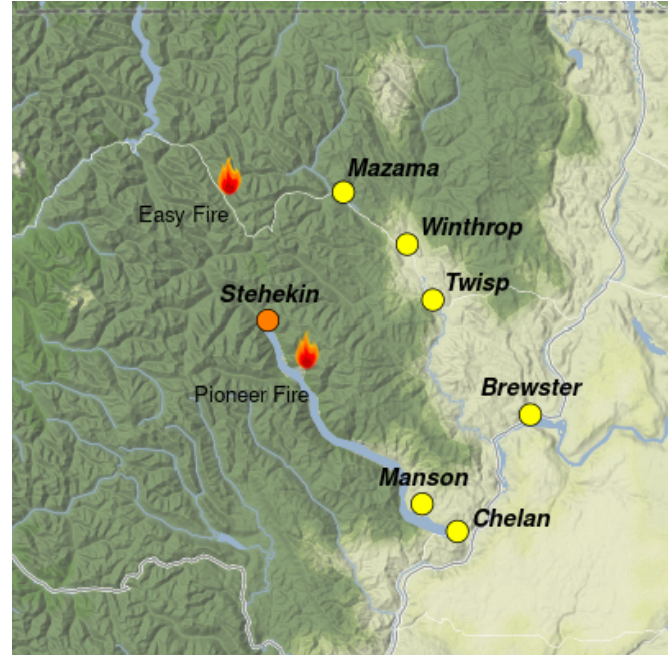 Mazama
Easy Fire
Winthrop
Twisp
Stehekin
Pioneer Fire
Brewster
Manson
Chelan